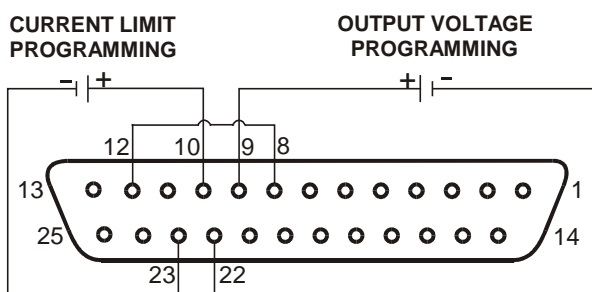 CURRENT LIMIT
PROGRAMMING
OUTPUT VOLTAGE
PROGRAMMING
- +
+ -
12 10 9 8
13 1
25 14
23 22